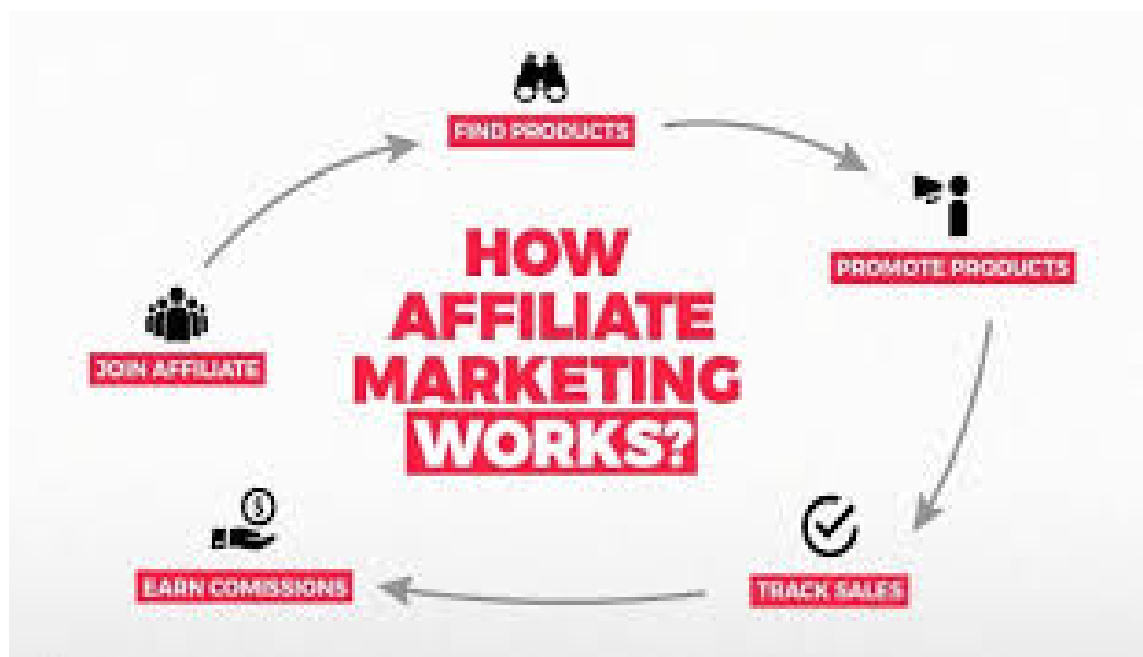 FIND PRODUCTS
PROMOTE PRODUCTS
HOW
AFFILIATE
MARKETING
WORKS?
JOIN AFFILIATE
EARN COMISSIONS
TRACK SALES